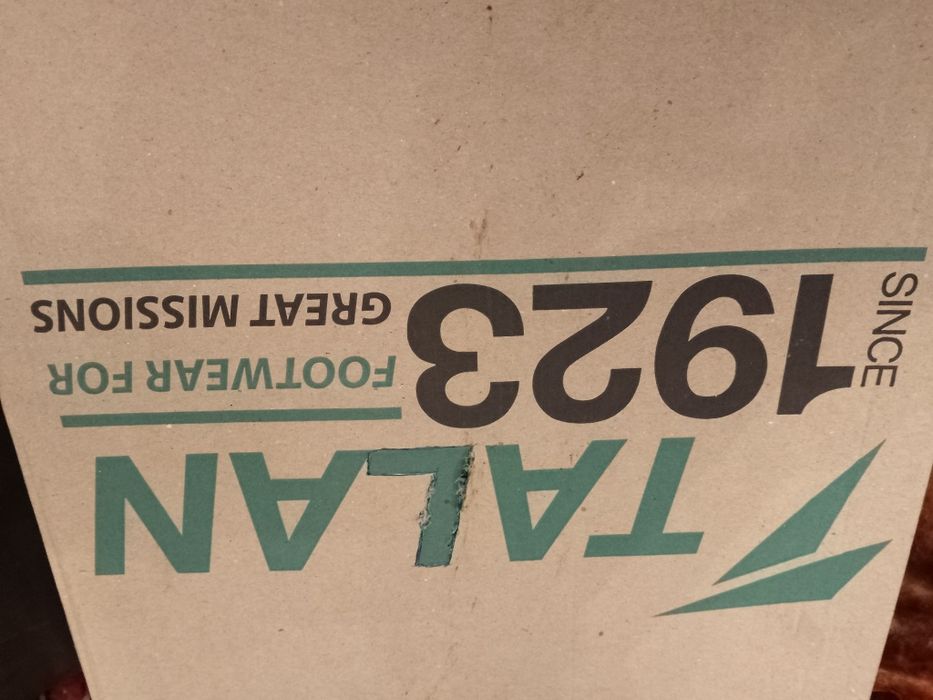 TALAN
SINCE
1923
FOOTWEAR FOR
GREAT MISSIONS